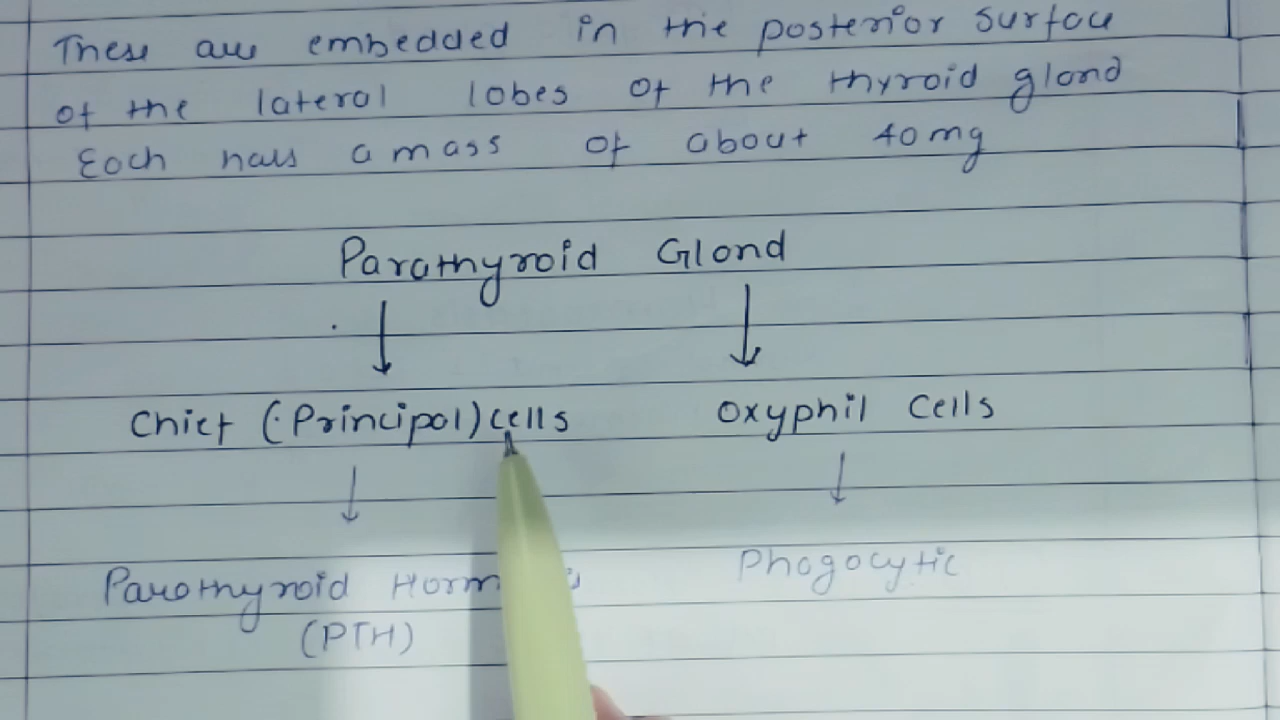 These are embedded in the posterior surface
of the lateral lobes of the thyroid gland
Each has a mass of about 40mg
Parathyroid Gland
Chief (Principal) cells Oxyphil Cells
Parathyroid Phagocytic
(PTH)